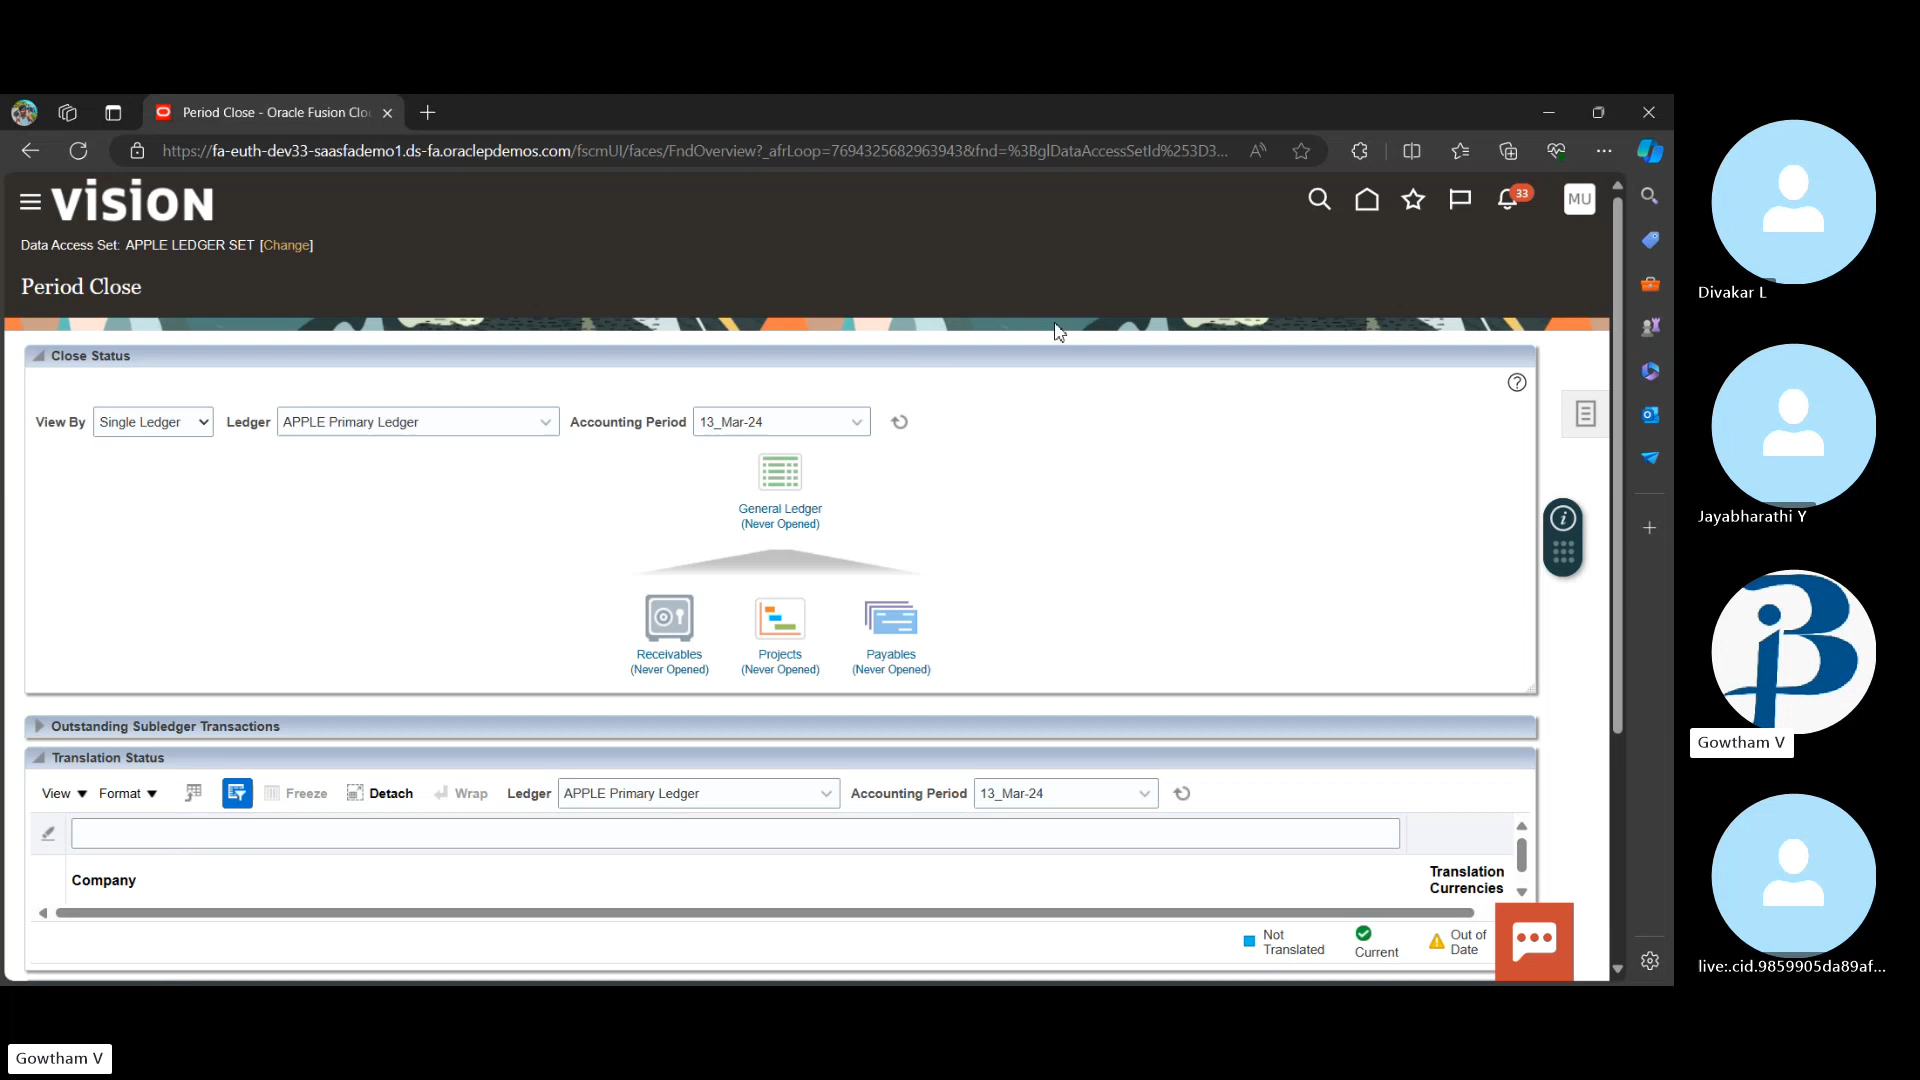 Period Close - Oracle Fusion Clo
https://fa-euth-dev33-saasfademo1.ds-fa.oraclepdemos.com/fscmUI/faces/FndOverview?_afrLoop=7694325682963943&fnd=%3BglDataAccessSetId%253D3...
VISION
33
MU
Data Access Set: APPLE LEDGER SET [Change]
Period Close
Close Status
View By Single Ledger Ledger APPLE Primary Ledger Accounting Period 13_Mar-24
General Ledger
(Never Opened)
Receivables
(Never Opened)
Projects
(Never Opened)
Payables
(Never Opened)
Outstanding Subledger Transactions
Translation Status
View Format Freeze Detach Wrap Ledger APPLE Primary Ledger Accounting Period 13_Mar-24
Company
Translation
Currencies
Not
Translated
Current
Out of
Date
Divakar L
Jayabharathi Y
Gowtham V
live:.cid.9859905da89af...
Gowtham V